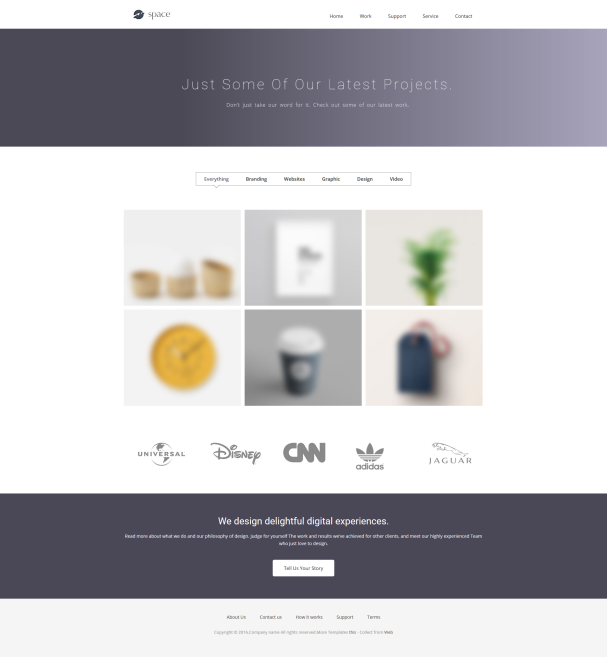 space
Home Work Support Service Contact
Just Some Of Our Latest Projects.
Don't just take our word for it. Check our some of our latest work.
Everything Branding Websites Graphic Design Video
UNIVERSAL Disney CNN adidas JAGUAR
We design delightful digital experiences.
Read more about what we do and our philosophy of design. Judge for yourself The work and results we've achieved for other clients, and meet our highly experienced Team
who just love to design.
Tell Us Your Story
About Us Contact us How it works Support Terms
Copyright © 2016.Company name All rights reserved. - Collect from